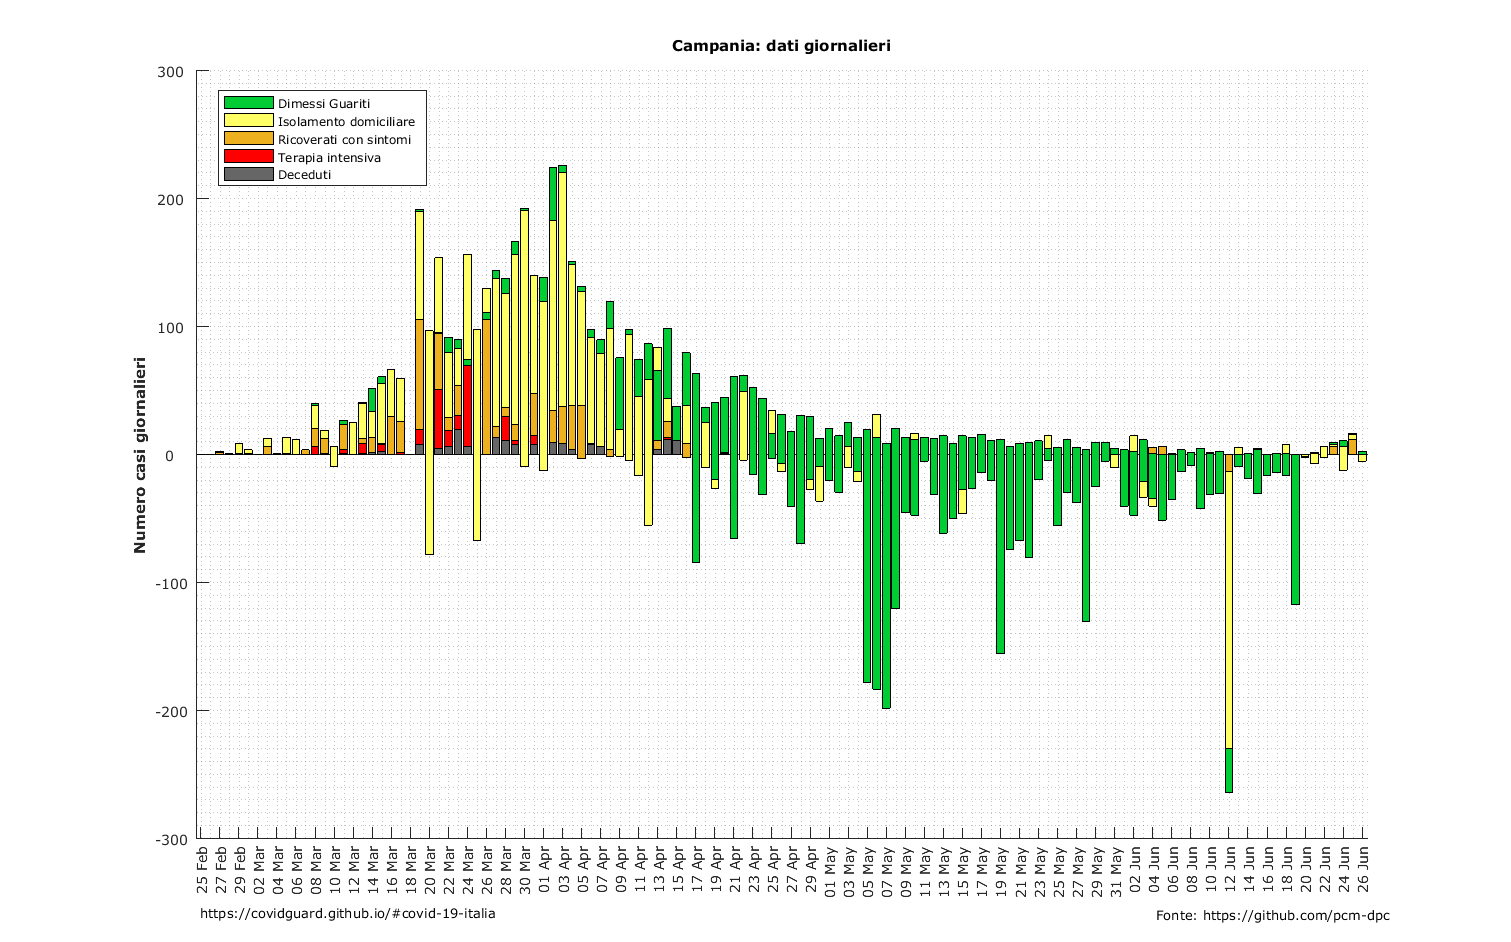 Campania: dati giornalieri
300
200
100
0
-100
-200
-300
Numero casi giornalieri
Dimessi Guariti
Isolamento domiciliare
Ricoverati con sintomi
Terapia intensiva
Deceduti
25 Feb
27 Feb
29 Feb
02 Mar
04 Mar
06 Mar
08 Mar
10 Mar
12 Mar
14 Mar
16 Mar
18 Mar
20 Mar
22 Mar
24 Mar
26 Mar
28 Mar
30 Mar
01 Apr
03 Apr
05 Apr
07 Apr
09 Apr
11 Apr
13 Apr
15 Apr
17 Apr
19 Apr
21 Apr
23 Apr
25 Apr
27 Apr
29 Apr
01 May
03 May
05 May
07 May
09 May
11 May
13 May
15 May
17 May
19 May
21 May
23 May
25 May
27 May
29 May
31 May
02 Jun
04 Jun
06 Jun
08 Jun
10 Jun
12 Jun
14 Jun
16 Jun
18 Jun
20 Jun
22 Jun
24 Jun
26 Jun
https://covidguard.github.io/#covid-19-italia
Fonte: https://github.com/pcm-dpc